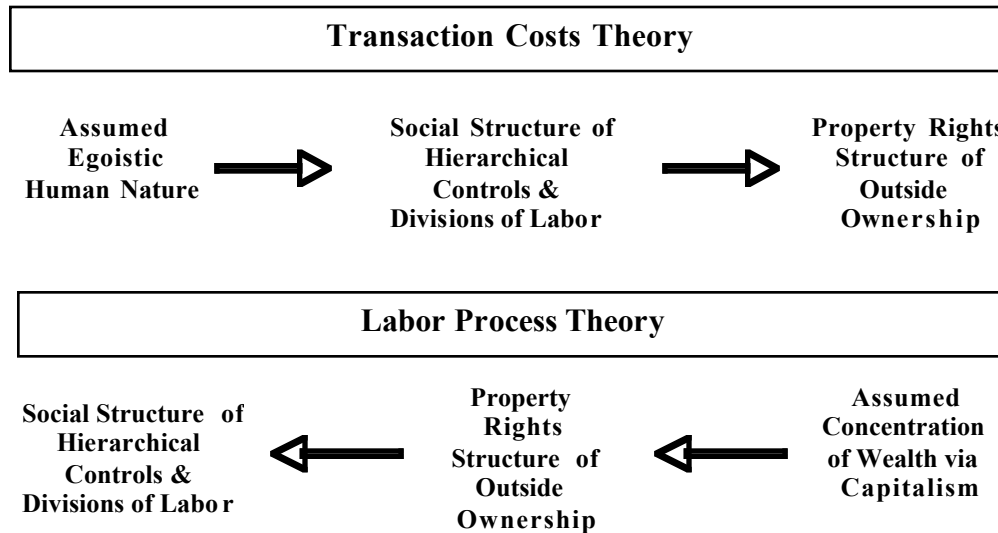 Transaction Costs Theory
Assumed
Egoistic
Human Nature
Social Structure of
Hierarchical
Controls &
Divisions of Labor
Property Rights
Structure of
Outside
Ownership
Labor Process Theory
Social Structure of
Hierarchical
Controls &
Divisions of Labor
Property
Rights
Structure of
Outside
Ownership
Assumed
Concentration
of Wealth via
Capitalism